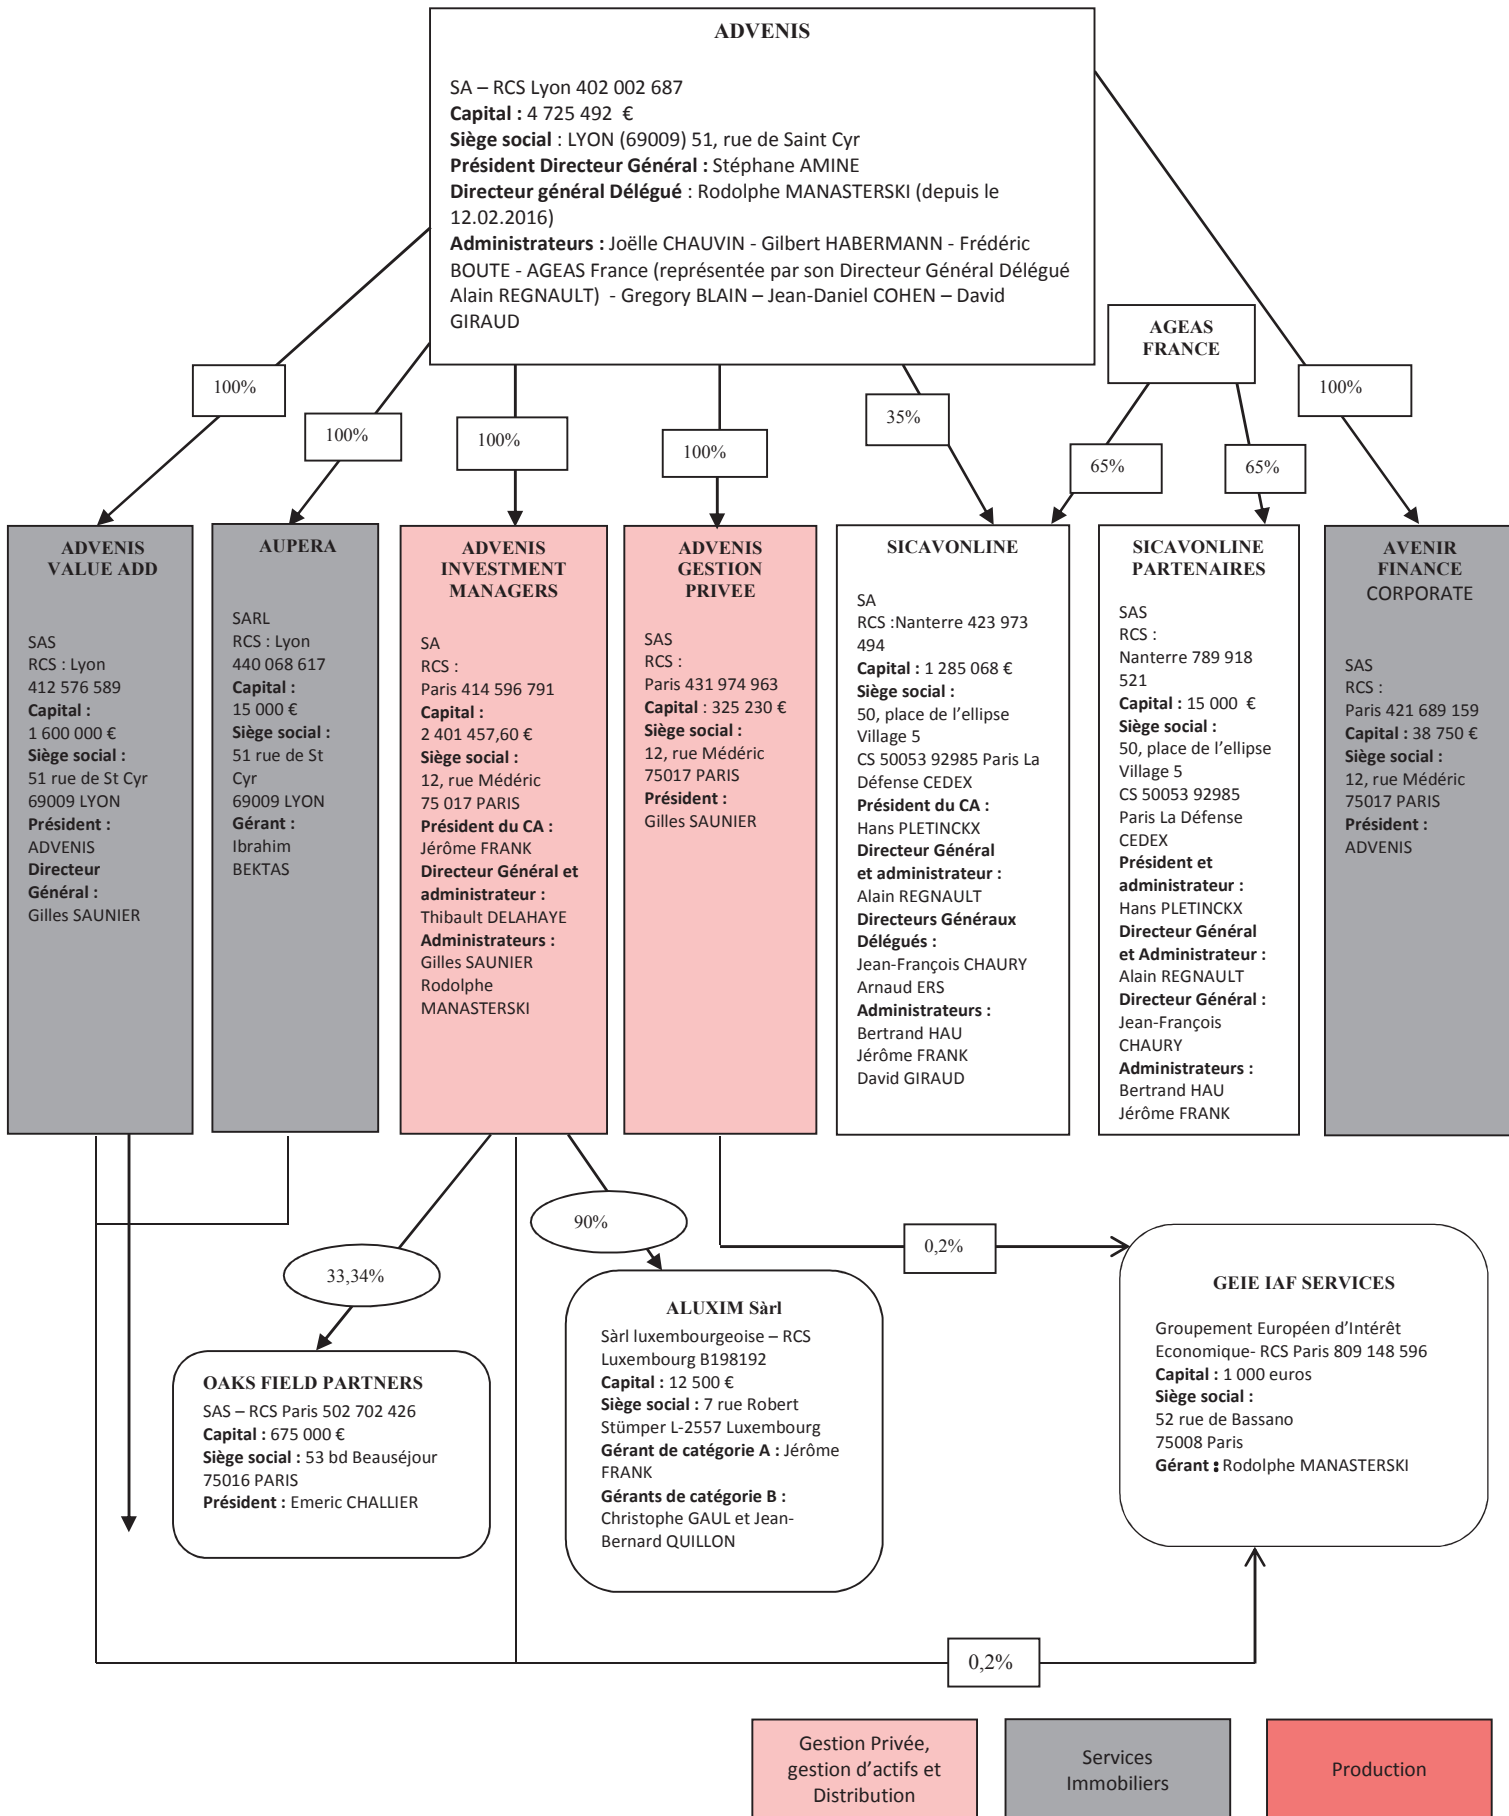 ADVENIS
SA – RCS Lyon 402 002 687
Capital : 4 725 492 €
Siège social : LYON (69009) 51, rue de Saint Cyr
Président Directeur Général : Stéphane AMINE
Directeur général Délégué : Rodolphe MANASTERSKI (depuis le
12.02.2016)
Administrateurs : Joëlle CHAUVIN - Gilbert HABERMANN - Frédéric
BOUTE - AGEAS France (représentée par son Directeur Général Délégué
Alain REGNAULT) - Gregory BLAIN – Jean-Daniel COHEN – David
GIRAUD
AGEAS
FRANCE
100%
100%
100%
100%
35%
65%
65%
100%
ADVENIS
VALUE ADD
SAS
RCS : Lyon
412 576 589
Capital :
1 600 000 €
Siège social :
51 rue de St Cyr
69009 LYON
Président :
ADVENIS
Directeur
Général :
Gilles SAUNIER
AUPERA
SARL
RCS : Lyon
440 068 617
Capital :
15 000 €
Siège social :
51 rue de St
Cyr
69009 LYON
Gérant :
Ibrahim
BEKTAS
ADVENIS
INVESTMENT
MANAGERS
SA
RCS :
Paris 414 596 791
Capital :
2 401 457,60 €
Siège social :
12, rue Médéric
75 017 PARIS
Président du CA :
Jérôme FRANK
Directeur Général et
administrateur :
Thibault DELAHAYE
Administrateurs :
Gilles SAUNIER
Rodolphe
MANASTERSKI
ADVENIS
GESTION
PRIVEE
SAS
RCS :
Paris 431 974 963
Capital : 325 230 €
Siège social :
12, rue Médéric
75017 PARIS
Président :
Gilles SAUNIER
SICAVONLINE
SA
RCS :Nanterre 423 973
494
Capital : 1 285 068 €
Siège social :
50, place de l’ellipse
Village 5
CS 50053 92985 Paris La
Défense CEDEX
Président du CA :
Hans PLETINCKX
Directeur Général
et administrateur :
Alain REGNAULT
Directeurs Généraux
Délégués :
Jean-François CHAURY
Arnaud ERS
Administrateurs :
Bertrand HAU
Jérôme FRANK
David GIRAUD
SICAVONLINE
PARTENAIRES
SAS
RCS :
Nanterre 789 918
521
Capital : 15 000 €
Siège social :
50, place de l’ellipse
Village 5
CS 50053 92985
Paris La Défense
CEDEX
Président et
administrateur :
Hans PLETINCKX
Directeur Général
et Administrateur :
Alain REGNAULT
Directeur Général :
Jean-François
CHAURY
Administrateurs :
Bertrand HAU
Jérôme FRANK
AVENIR
FINANCE
CORPORATE
SAS
RCS :
Paris 421 689 159
Capital : 38 750 €
Siège social :
12, rue Médéric
75017 PARIS
Président :
ADVENIS
33,34%
90%
0,2%
OAKS FIELD PARTNERS
SAS – RCS Paris 502 702 426
Capital : 675 000 €
Siège social : 53 bd Beauséjour
75016 PARIS
Président : Emeric CHALLIER
ALUXIM Sàrl
Sàrl luxembourgeoise – RCS
Luxembourg B198192
Capital : 12 500 €
Siège social : 7 rue Robert
Stümper L-2557 Luxembourg
Gérant de catégorie A : Jérôme
FRANK
Gérants de catégorie B :
Christophe GAUL et Jean-
Bernard QUILLON
GEIE IAF SERVICES
Groupement Européen d’Intérêt
Economique- RCS Paris 809 148 596
Capital : 1 000 euros
Siège social :
52 rue de Bassano
75008 Paris
Gérant : Rodolphe MANASTERSKI
0,2%
Gestion Privée,
gestion d’actifs et
Distribution
Services
Immobiliers
Production